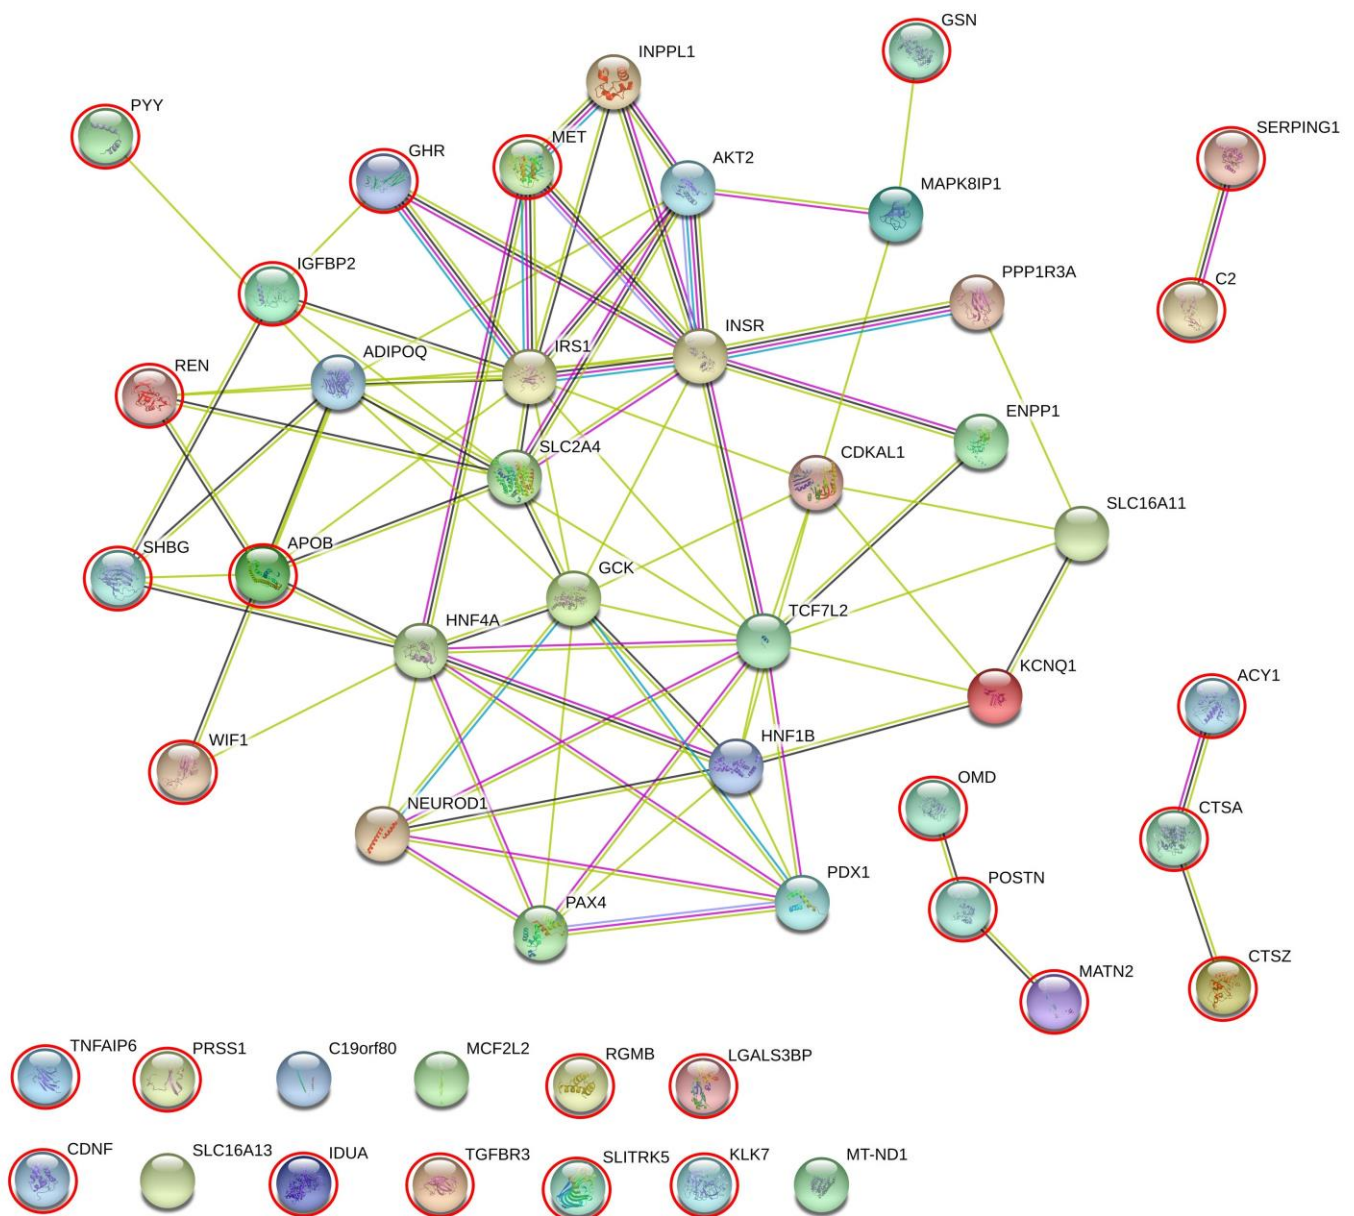 GSN
INPPL1
PYY
SERPING1
MET
GHR
AKT2
MAPK8IP1
IGFBP2
PPP1R3A
C2
INSR
IRS1
ADIPOQ
REN
ENPP1
SLC2A4
CDKAL1
SLC16A11
SHBG
APOB
GCK
TCF7L2
HNF4A
KCNQ1
ACY1
WIF1
HNF1B
OMD
NEUROD1
CTSA
POSTN
PDX1
PAX4
MATN2
CTSZ
TNFAIP6
PRSS1
C19orf80
MCF2L2
RGMB
LGALS3BP
CDNF
SLC16A13
IDUA
TGFBR3
SLITRK5
KLK7
MT-ND1